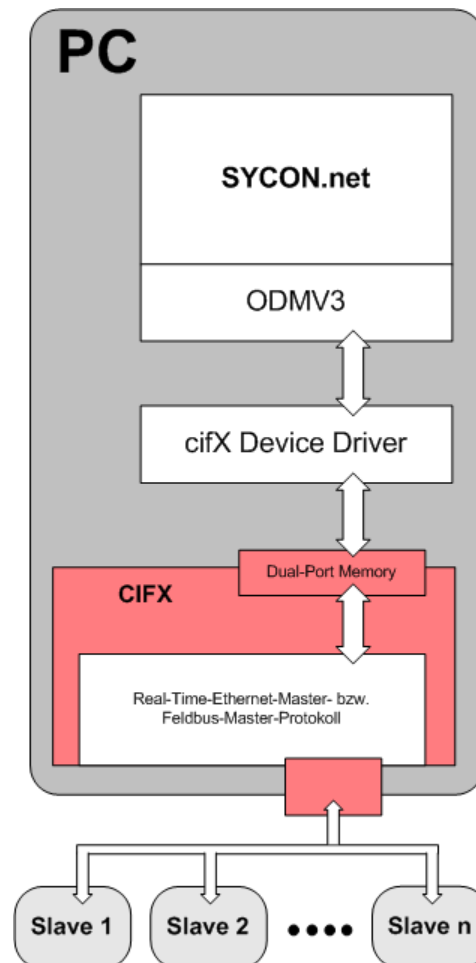 PC
SYCON.net
ODMV3
cifX Device Driver
Dual-Port Memory
CIFX
Real-Time-Ethernet-Master- bzw.
Feldbus-Master-Protokoll
Slave 1
Slave 2
Slave n